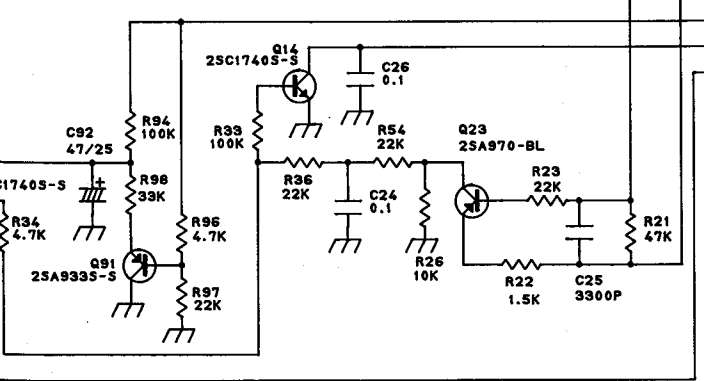 Q14
2SC1740S-S
C26
0.1
R94
100K
C92
47/25
+
R33
100K
R54
22K
Q23
2SA970-BL
C1740S-S
R98
33K
R36
22K
C24
0.1
R23
22K
R34
4.7K
R96
4.7K
R21
47K
Q91
2SA933S-S
R26
10K
R97
22K
R22
1.5K
C25
3300P